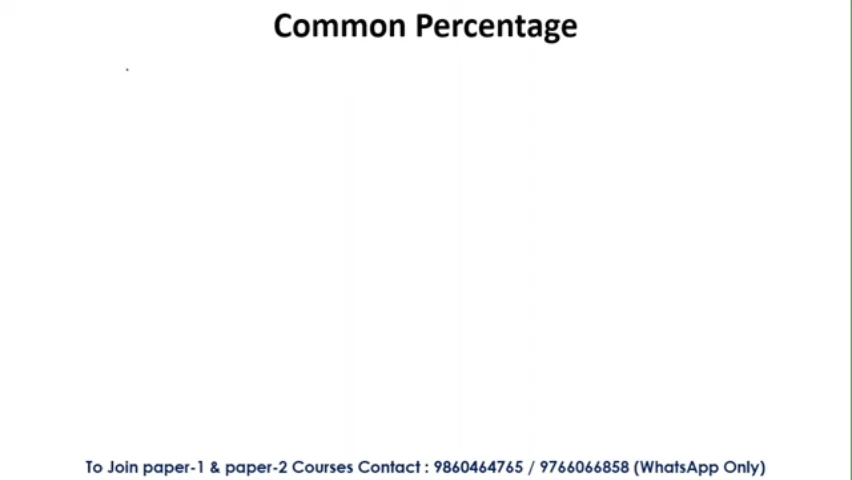 Common Percentage
To Join paper-1 & paper-2 Courses Contact : 9860464765 / 9766066858 (WhatsApp Only)